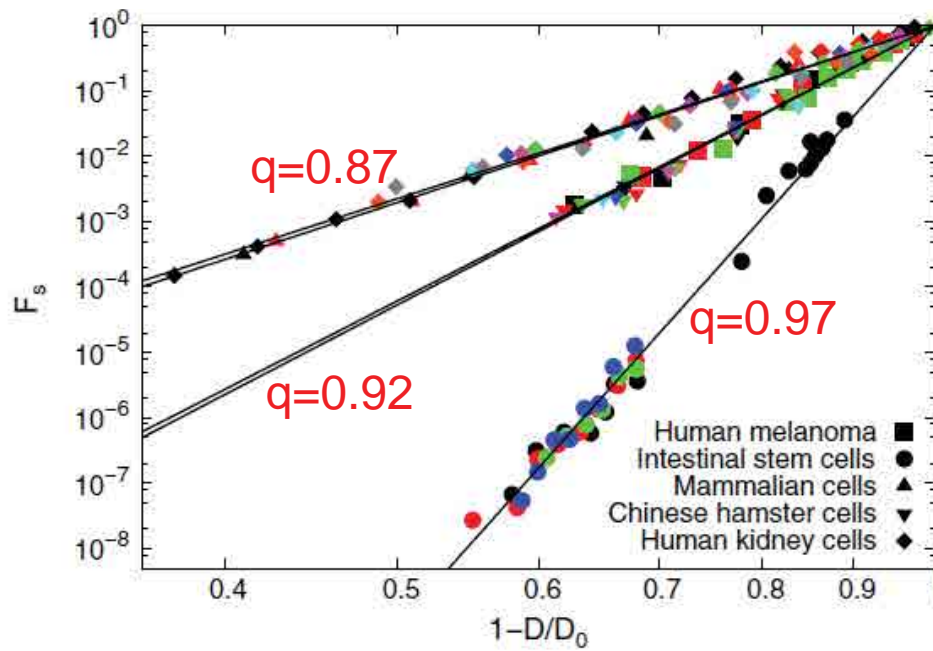 10^0
10^-1
10^-2
10^-3
10^-4
10^-5
10^-6
10^-7
10^-8
F_s
q=0.87
q=0.92
q=0.97
Human melanoma
Intestinal stem cells
Mammalian cells
Chinese hamster cells
Human kidney cells
0.4 0.5 0.6 0.7 0.8 0.9
1-D/D_0